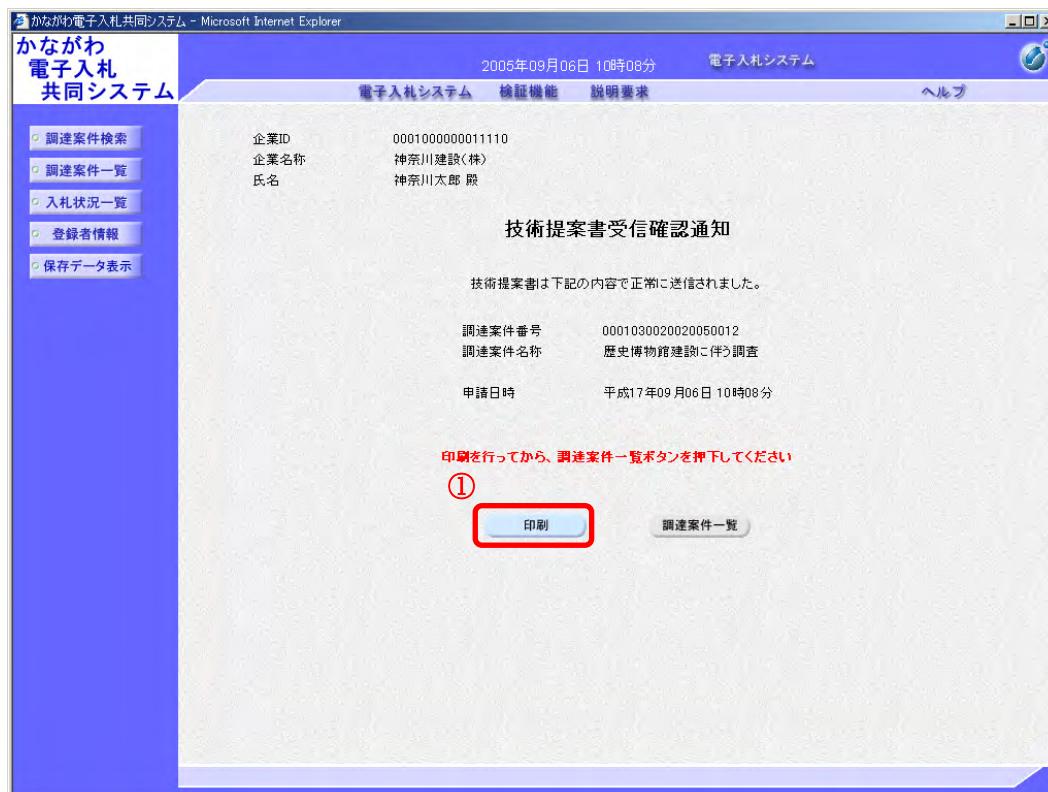 かながわ電子入札共同システム - Microsoft Internet Explorer
かながわ
電子入札
共同システム
2005年09月06日 10時08分
電子入札システム
電子入札システム 検証機能 説明要求 ヘルプ
調達案件検索
調達案件一覧
入札状況一覧
登録者情報
保存データ表示
企業ID 0001000000011110
企業名称 神奈川建設(株)
氏名 神奈川太郎 殿
技術提案書受信確認通知
技術提案書は下記の内容で正常に送信されました。
調達案件番号 0001030020020050012
調達案件名称 歴史博物館建設に伴う調査
申請日時 平成17年09月06日 10時08分
印刷を行ってから、調達案件一覧ボタンを押下してください
①
印刷 調達案件一覧